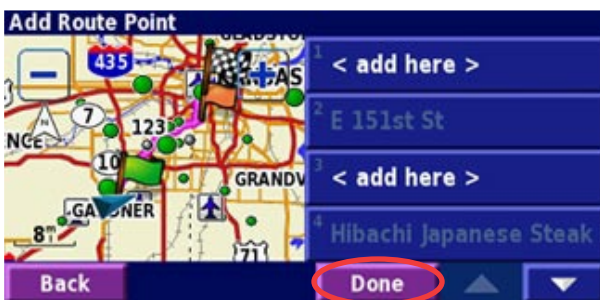 Add Route Point
435
7
123
10
GRANDV
8
71
1 < add here >
2 E 151st St
3 < add here >
4 Hibachi Japanese Steak
Back
Done